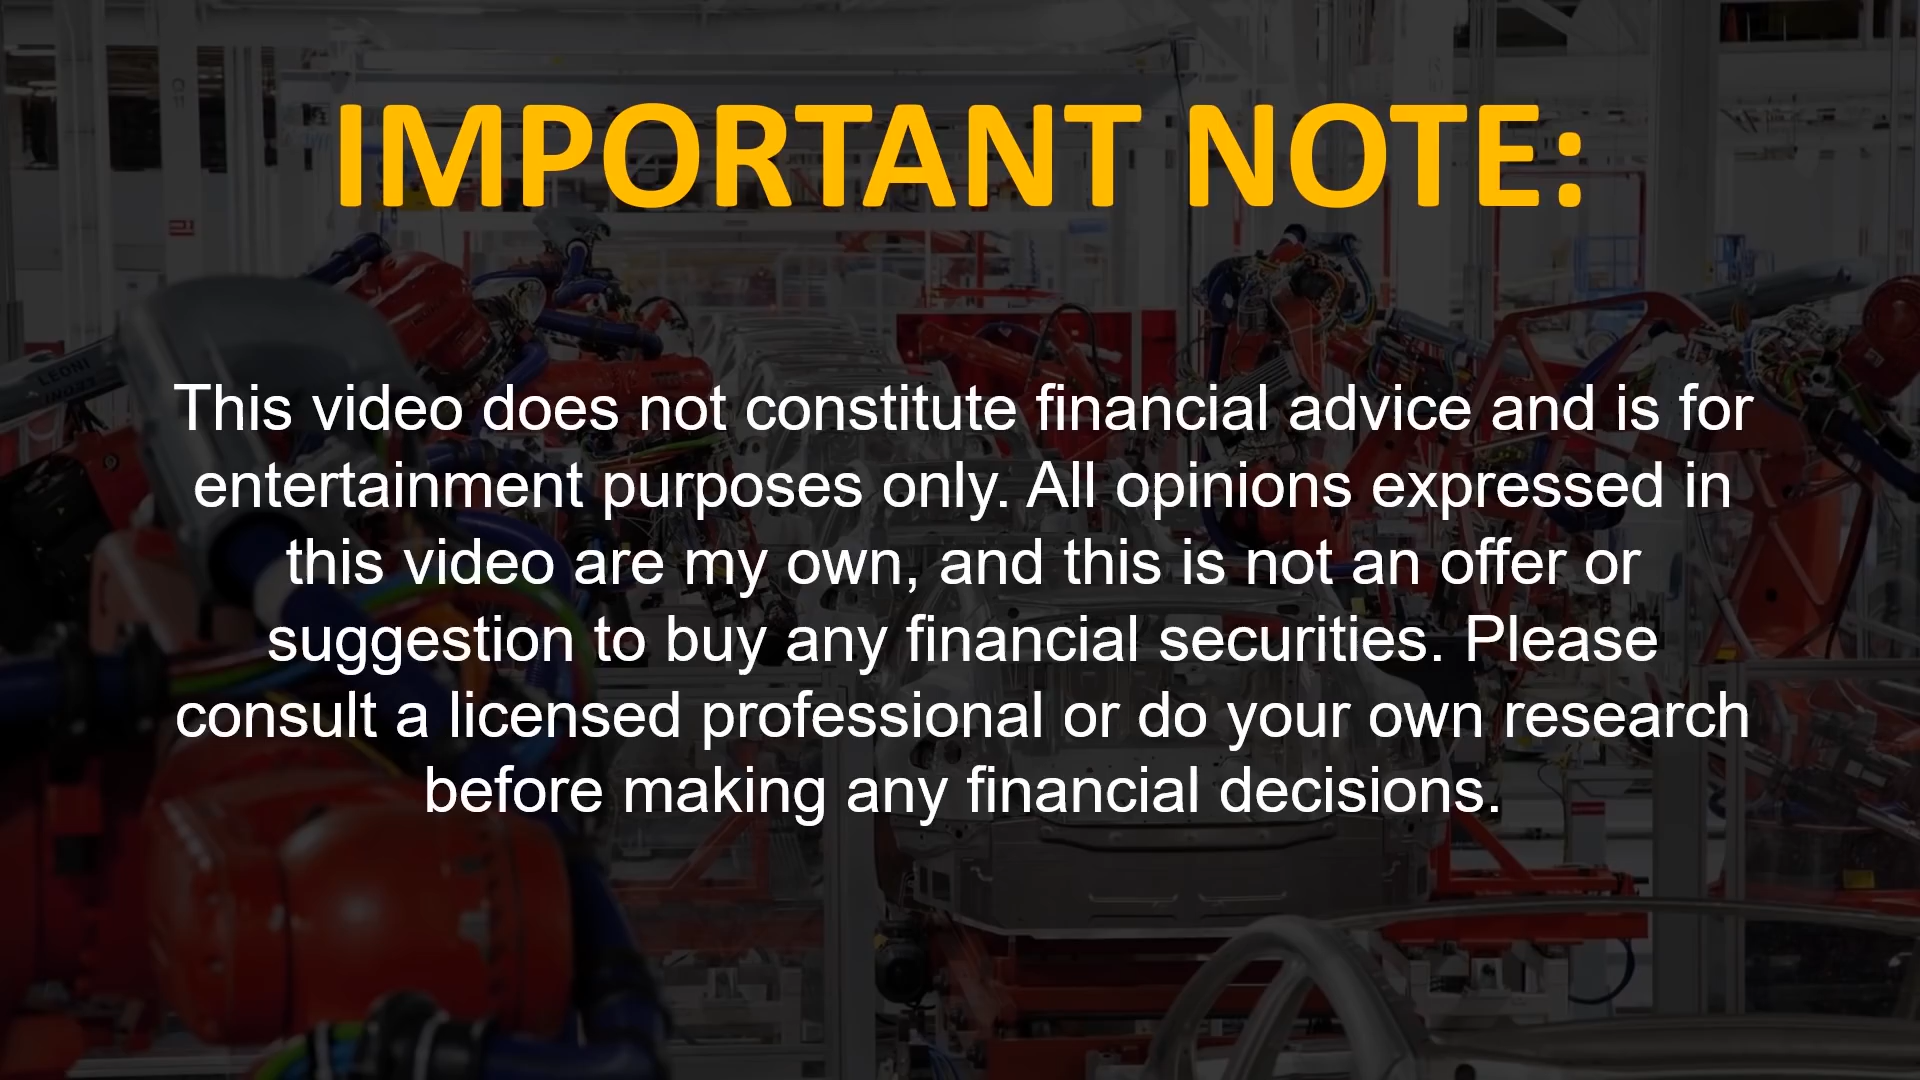 IMPORTANT NOTE:
LEONI
This video does not constitute financial advice and is for
entertainment purposes only. All opinions expressed in
this video are my own, and this is not an offer or
suggestion to buy any financial securities. Please
consult a licensed professional or do your own research
before making any financial decisions.